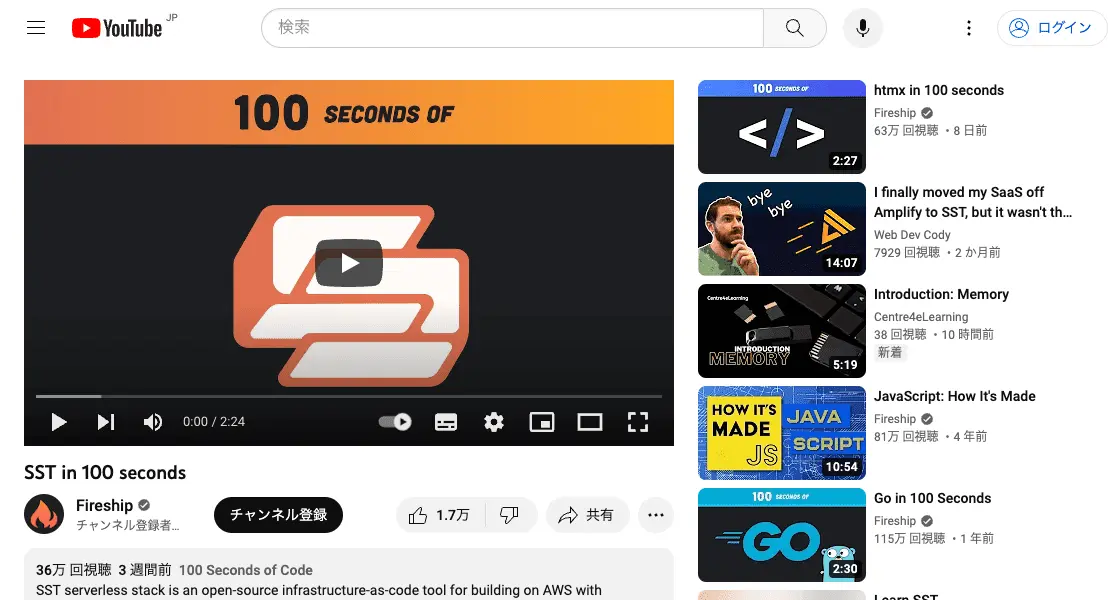 YouTube JP
検索
ログイン
100 SECONDS OF
0:00 / 2:24
SST in 100 seconds
Fireship
チャンネル登録者…
チャンネル登録
1.7万
共有
36万 回視聴 3 週間前 100 Seconds of Code
SST serverless stack is an open-source infrastructure-as-code tool for building on AWS with
100 SECONDS OF
</>
2:27
htmx in 100 seconds
Fireship
63万 回視聴 ・8 日前
bye
bye
14:07
I finally moved my SaaS off
Amplify to SST, but it wasn't th…
Web Dev Cody
7929 回視聴 ・2 か月前
Centre4eLearning
INTRODUCTION
MEMORY
5:19
Introduction: Memory
Centre4eLearning
38 回視聴 ・10 時間前
新着
HOW IT'S
MADE
JS
JAVA
SCRIPT
10:54
JavaScript: How It's Made
Fireship
81万 回視聴 ・4 年前
100 SECONDS OF
GO
2:30
Go in 100 Seconds
Fireship
115万 回視聴 ・1 年前
Learn SST